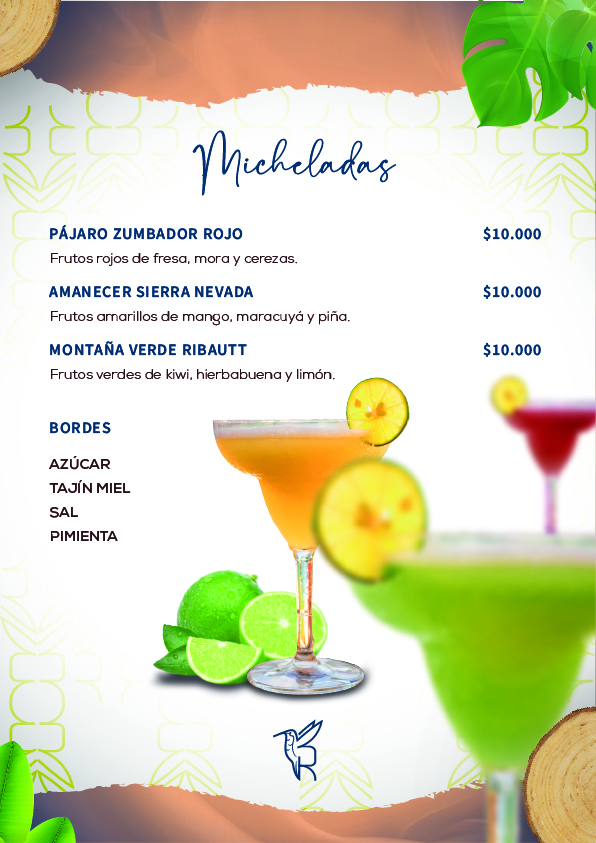 Micheladas
PÁJARO ZUMBADOR ROJO $10.000
Frutos rojos de fresa, mora y cerezas.
AMANECER SIERRA NEVADA $10.000
Frutos amarillos de mango, maracuyá y piña.
MONTAÑA VERDE RIBAUTT $10.000
Frutos verdes de kiwi, hierbabuena y limón.
BORDES
AZÚCAR
TAJÍN MIEL
SAL
PIMIENTA